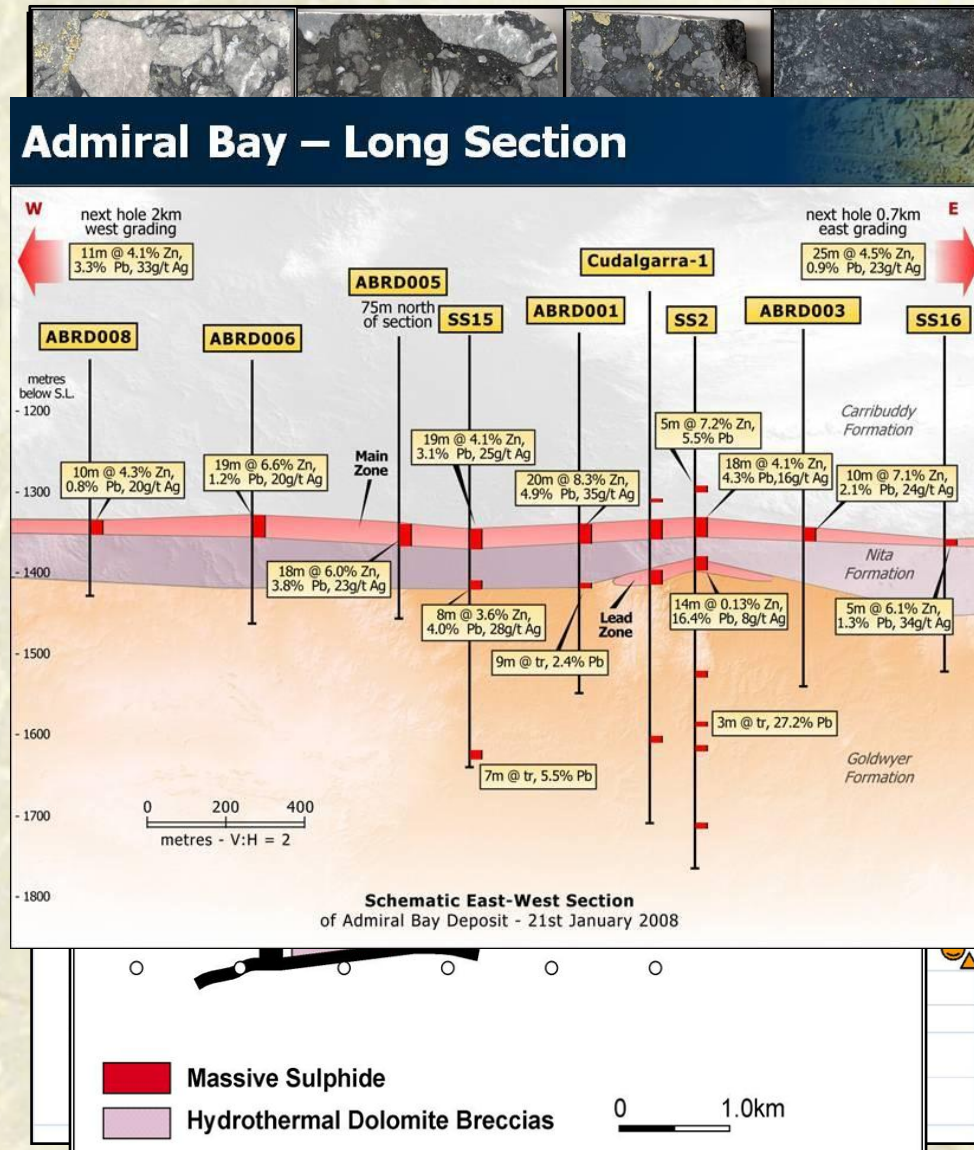 Admiral Bay – Long Section
W
next hole 2km
west grading
11m @ 4.1% Zn,
3.3% Pb, 33g/t Ag
next hole 0.7km
east grading
25m @ 4.5% Zn,
0.9% Pb, 23g/t Ag
E
ABRD008
ABRD006
ABRD005
75m north
of section
SS15
ABRD001
Cudalgarra-1
SS2
ABRD003
SS16
metres
below S.L.
- 1200
- 1300
- 1400
- 1500
- 1600
- 1700
- 1800
Carribuddy
Formation
10m @ 4.3% Zn,
0.8% Pb, 20g/t Ag
19m @ 6.6% Zn,
1.2% Pb, 20g/t Ag
Main
Zone
19m @ 4.1% Zn,
3.1% Pb, 25g/t Ag
20m @ 8.3% Zn,
4.9% Pb, 35g/t Ag
5m @ 7.2% Zn,
5.5% Pb
18m @ 4.1% Zn,
4.3% Pb,16g/t Ag
10m @ 7.1% Zn,
2.1% Pb, 24g/t Ag
Nita
Formation
18m @ 6.0% Zn,
3.8% Pb, 23g/t Ag
8m @ 3.6% Zn,
4.0% Pb, 28g/t Ag
Lead
Zone
14m @ 0.13% Zn,
16.4% Pb, 8g/t Ag
5m @ 6.1% Zn,
1.3% Pb, 34g/t Ag
9m @ tr, 2.4% Pb
3m @ tr, 27.2% Pb
7m @ tr, 5.5% Pb
Goldwyer
Formation
0 200 400
metres - V:H = 2
Schematic East-West Section
of Admiral Bay Deposit - 21st January 2008
Massive Sulphide
Hydrothermal Dolomite Breccias
0 1.0km